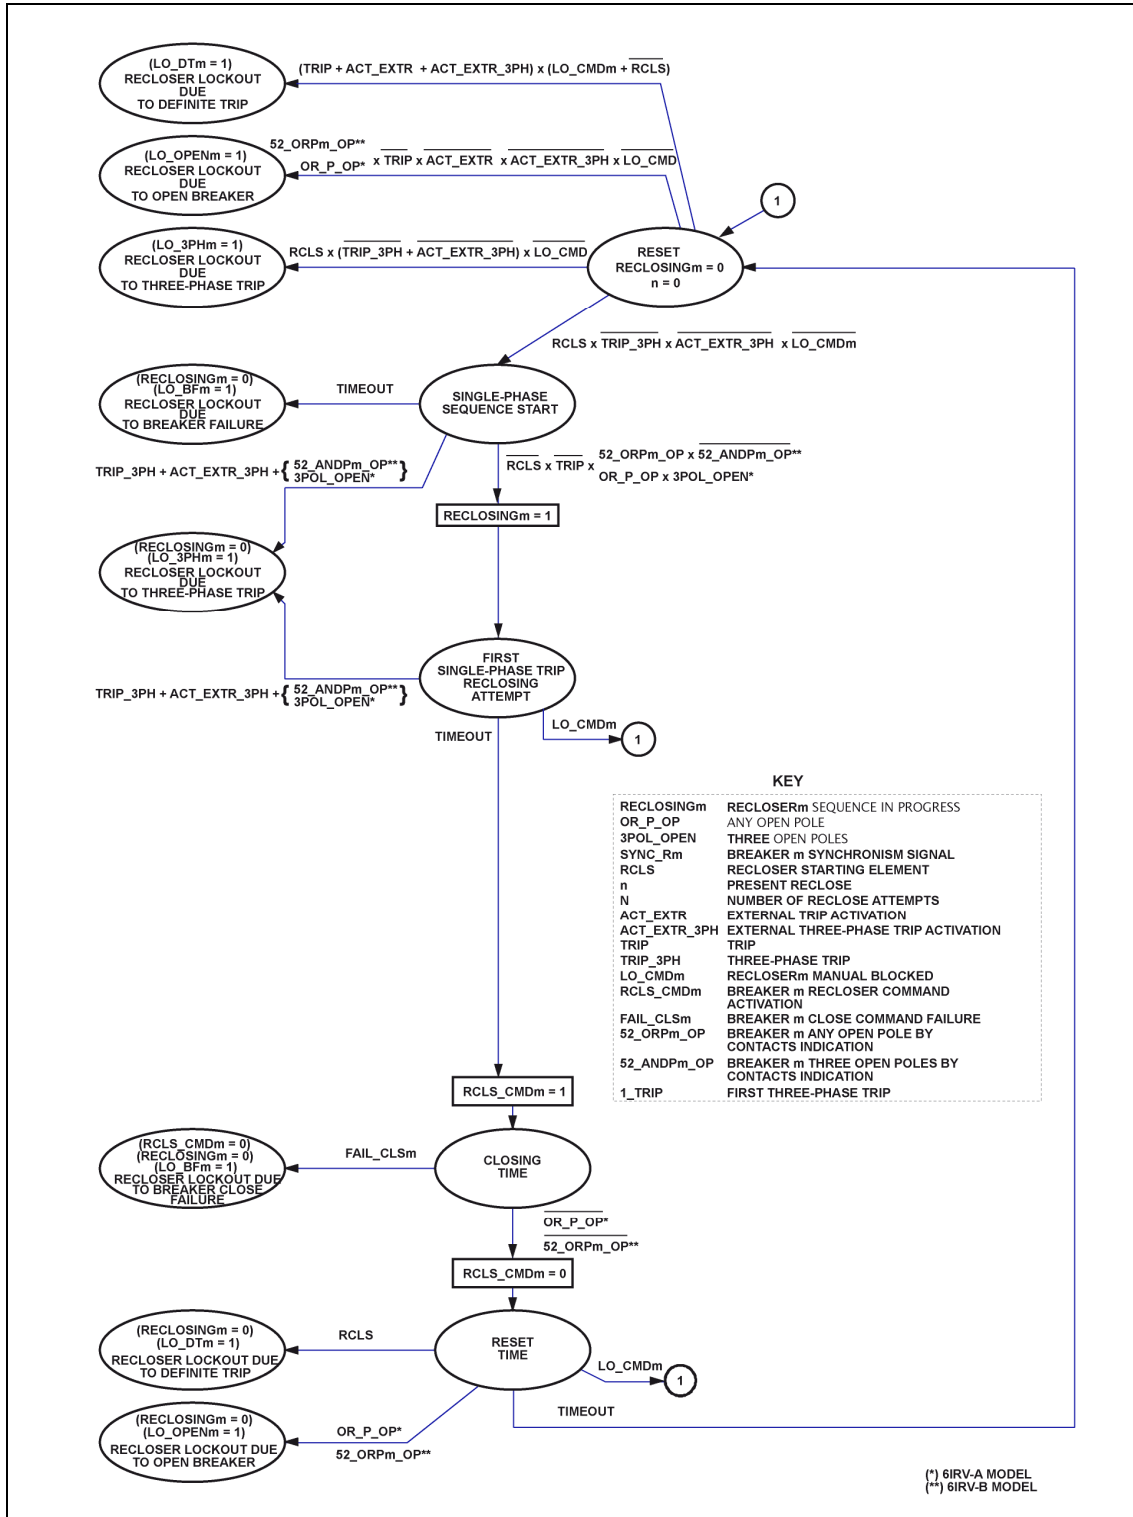 (LO_DTm = 1)
RECLOSER LOCKOUT
DUE
TO DEFINITE TRIP
(TRIP + ACT_EXTR + ACT_EXTR_3PH) x (LO_CMDm + RCLS)
(LO_OPENm = 1)
RECLOSER LOCKOUT
DUE
TO OPEN BREAKER
52_ORPm_OP**
x TRIP x ACT_EXTR x ACT_EXTR_3PH x LO_CMD
OR_P_OP*
1
(LO_3PHm = 1)
RECLOSER LOCKOUT
DUE
TO THREE-PHASE TRIP
RCLS x (TRIP_3PH + ACT_EXTR_3PH) x LO_CMD
RESET
RECLOSINGm = 0
n = 0
RCLS x TRIP_3PH x ACT_EXTR_3PH x LO_CMDm
(RECLOSINGm = 0)
(LO_BFm = 1)
RECLOSER LOCKOUT
DUE
TO BREAKER FAILURE
TIMEOUT
SINGLE-PHASE
SEQUENCE START
TRIP_3PH + ACT_EXTR_3PH + { 52_ANDPm_OP** }
3POL_OPEN*
RCLS x TRIP x 52_ORPm_OP x 52_ANDPm_OP**
OR_P_OP x 3POL_OPEN*
RECLOSINGm = 1
(RECLOSINGm = 0)
(LO_3PHm = 1)
RECLOSER LOCKOUT
DUE
TO THREE-PHASE TRIP
FIRST
SINGLE-PHASE TRIP
RECLOSING
ATTEMPT
TRIP_3PH + ACT_EXTR_3PH + { 52_ANDPm_OP** }
3POL_OPEN*
LO_CMDm
1
TIMEOUT
KEY
RECLOSINGm RECLOSERm SEQUENCE IN PROGRESS
OR_P_OP ANY OPEN POLE
3POL_OPEN THREE OPEN POLES
SYNC_Rm BREAKER m SYNCHRONISM SIGNAL
RCLS RECLOSER STARTING ELEMENT
n PRESENT RECLOSE
N NUMBER OF RECLOSE ATTEMPTS
ACT_EXTR EXTERNAL TRIP ACTIVATION
ACT_EXTR_3PH EXTERNAL THREE-PHASE TRIP ACTIVATION
TRIP TRIP
TRIP_3PH THREE-PHASE TRIP
LO_CMDm RECLOSERm MANUAL BLOCKED
RCLS_CMDm BREAKER m RECLOSER COMMAND
ACTIVATION
FAIL_CLSm BREAKER m CLOSE COMMAND FAILURE
52_ORPm_OP BREAKER m ANY OPEN POLE BY
CONTACTS INDICATION
52_ANDPm_OP BREAKER m THREE OPEN POLES BY
CONTACTS INDICATION
1_TRIP FIRST THREE-PHASE TRIP
RCLS_CMDm = 1
(RCLS_CMDm = 0)
(RECLOSINGm = 0)
(LO_BFm = 1)
RECLOSER LOCKOUT DUE
TO BREAKER CLOSE
FAILURE
FAIL_CLSm
CLOSING
TIME
OR_P_OP*
52_ORPm_OP**
RCLS_CMDm = 0
(RECLOSINGm = 0)
(LO_DTm = 1)
RECLOSER LOCKOUT DUE
TO DEFINITE TRIP
RCLS
RESET
TIME
LO_CMDm
1
TIMEOUT
(RECLOSINGm = 0)
(LO_OPENm = 1)
RECLOSER LOCKOUT DUE
TO OPEN BREAKER
OR_P_OP*
52_ORPm_OP**
(*) 6IRV-A MODEL
(**) 6IRV-B MODEL